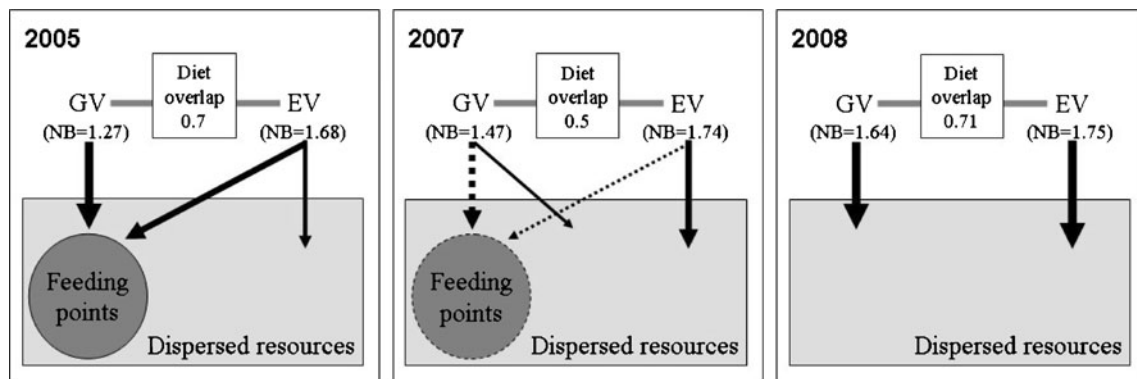 2005
Diet
overlap
0.7
GV
EV
(NB=1.27)
(NB=1.68)
Feeding
points
Dispersed resources
2007
Diet
overlap
0.5
GV
EV
(NB=1.47)
(NB=1.74)
Feeding
points
Dispersed resources
2008
Diet
overlap
0.71
GV
EV
(NB=1.64)
(NB=1.75)
Dispersed resources